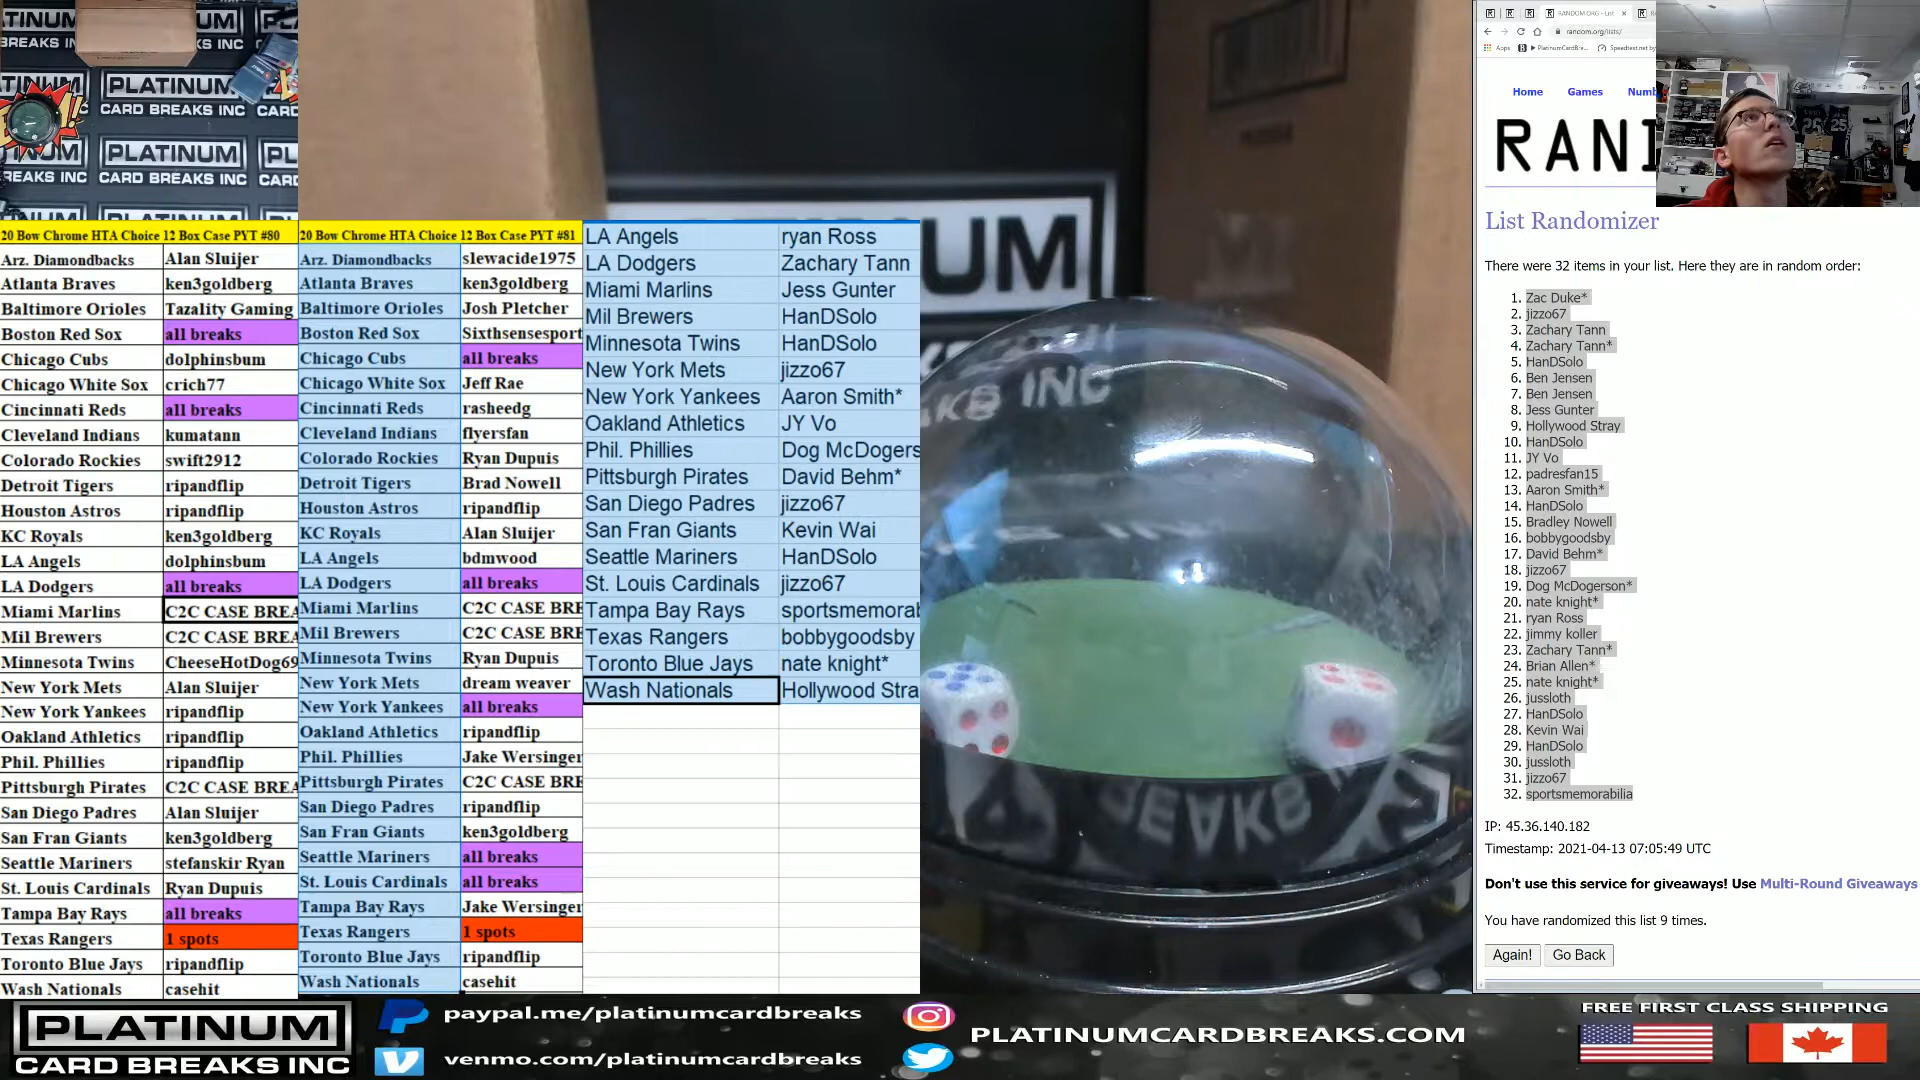 20 Bow Chrome HTA Choice 12 Box Case PYT #80
Arz. Diamondbacks Alan Sluijer
Atlanta Braves ken3goldberg
Baltimore Orioles Tazality Gaming
Boston Red Sox all breaks
Chicago Cubs dolphinsbum
Chicago White Sox crich77
Cincinnati Reds all breaks
Cleveland Indians kumatann
Colorado Rockies swift2912
Detroit Tigers ripandflip
Houston Astros ripandflip
KC Royals ken3goldberg
LA Angels dolphinsbum
LA Dodgers all breaks
Miami Marlins C2C CASE BREA
Mil Brewers C2C CASE BREA
Minnesota Twins CheeseHotDog69
New York Mets Alan Sluijer
New York Yankees ripandflip
Oakland Athletics ripandflip
Phil. Phillies ripandflip
Pittsburgh Pirates C2C CASE BREA
San Diego Padres Alan Sluijer
San Fran Giants ken3goldberg
Seattle Mariners stefanskir Ryan
St. Louis Cardinals Ryan Dupuis
Tampa Bay Rays all breaks
Texas Rangers 1 spots
Toronto Blue Jays ripandflip
Wash Nationals casehit
20 Bow Chrome HTA Choice 12 Box Case PYT #81
Arz. Diamondbacks slewacide1975
Atlanta Braves ken3goldberg
Baltimore Orioles Josh Pletcher
Boston Red Sox Sixthsensesport
Chicago Cubs all breaks
Chicago White Sox Jeff Rae
Cincinnati Reds rasheedg
Cleveland Indians flyersfan
Colorado Rockies Ryan Dupuis
Detroit Tigers Brad Nowell
Houston Astros ripandflip
KC Royals Alan Sluijer
LA Angels bdmwood
LA Dodgers all breaks
Miami Marlins C2C CASE BRE
Mil Brewers C2C CASE BRE
Minnesota Twins Ryan Dupuis
New York Mets dream weaver
New York Yankees all breaks
Oakland Athletics ripandflip
Phil. Phillies Jake Wersinger
Pittsburgh Pirates C2C CASE BRE
San Diego Padres ripandflip
San Fran Giants ken3goldberg
Seattle Mariners all breaks
St. Louis Cardinals all breaks
Tampa Bay Rays Jake Wersinger
Texas Rangers 1 spots
Toronto Blue Jays ripandflip
Wash Nationals casehit
LA Angels ryan Ross
LA Dodgers Zachary Tann
Miami Marlins Jess Gunter
Mil Brewers HanDSolo
Minnesota Twins HanDSolo
New York Mets jizzo67
New York Yankees Aaron Smith*
Oakland Athletics JY Vo
Phil. Phillies Dog McDogers
Pittsburgh Pirates David Behm*
San Diego Padres jizzo67
San Fran Giants Kevin Wai
Seattle Mariners HanDSolo
St. Louis Cardinals jizzo67
Tampa Bay Rays sportsmemorab
Texas Rangers bobbygoodsby
Toronto Blue Jays nate knight*
Wash Nationals Hollywood Stra
PLATINUM
CARD BREAKS INC
UM
BREAKS
RANDOM.ORG - List
random.org/lists/
Apps PlatinumCardBre... Speedtest.net by
Home Games Numb
RAND
List Randomizer
There were 32 items in your list. Here they are in random order:
1. Zac Duke*
2. jizzo67
3. Zachary Tann
4. Zachary Tann*
5. HanDSolo
6. Ben Jensen
7. Ben Jensen
8. Jess Gunter
9. Hollywood Stray
10. HanDSolo
11. JY Vo
12. padresfan15
13. Aaron Smith*
14. HanDSolo
15. Bradley Nowell
16. bobbygoodsby
17. David Behm*
18. jizzo67
19. Dog McDogerson*
20. nate knight*
21. ryan Ross
22. jimmy koller
23. Zachary Tann*
24. Brian Allen*
25. nate knight*
26. jussloth
27. HanDSolo
28. Kevin Wai
29. HanDSolo
30. jussloth
31. jizzo67
32. sportsmemorabilia
IP: 45.36.140.182
Timestamp: 2021-04-13 07:05:49 UTC
Don't use this service for giveaways! Use Multi-Round Giveaways
You have randomized this list 9 times.
Again! Go Back
PLATINUM
CARD BREAKS INC
paypal.me/platinumcardbreaks
venmo.com/platinumcardbreaks
PLATINUMCARDBREAKS.COM
FREE FIRST CLASS SHIPPING